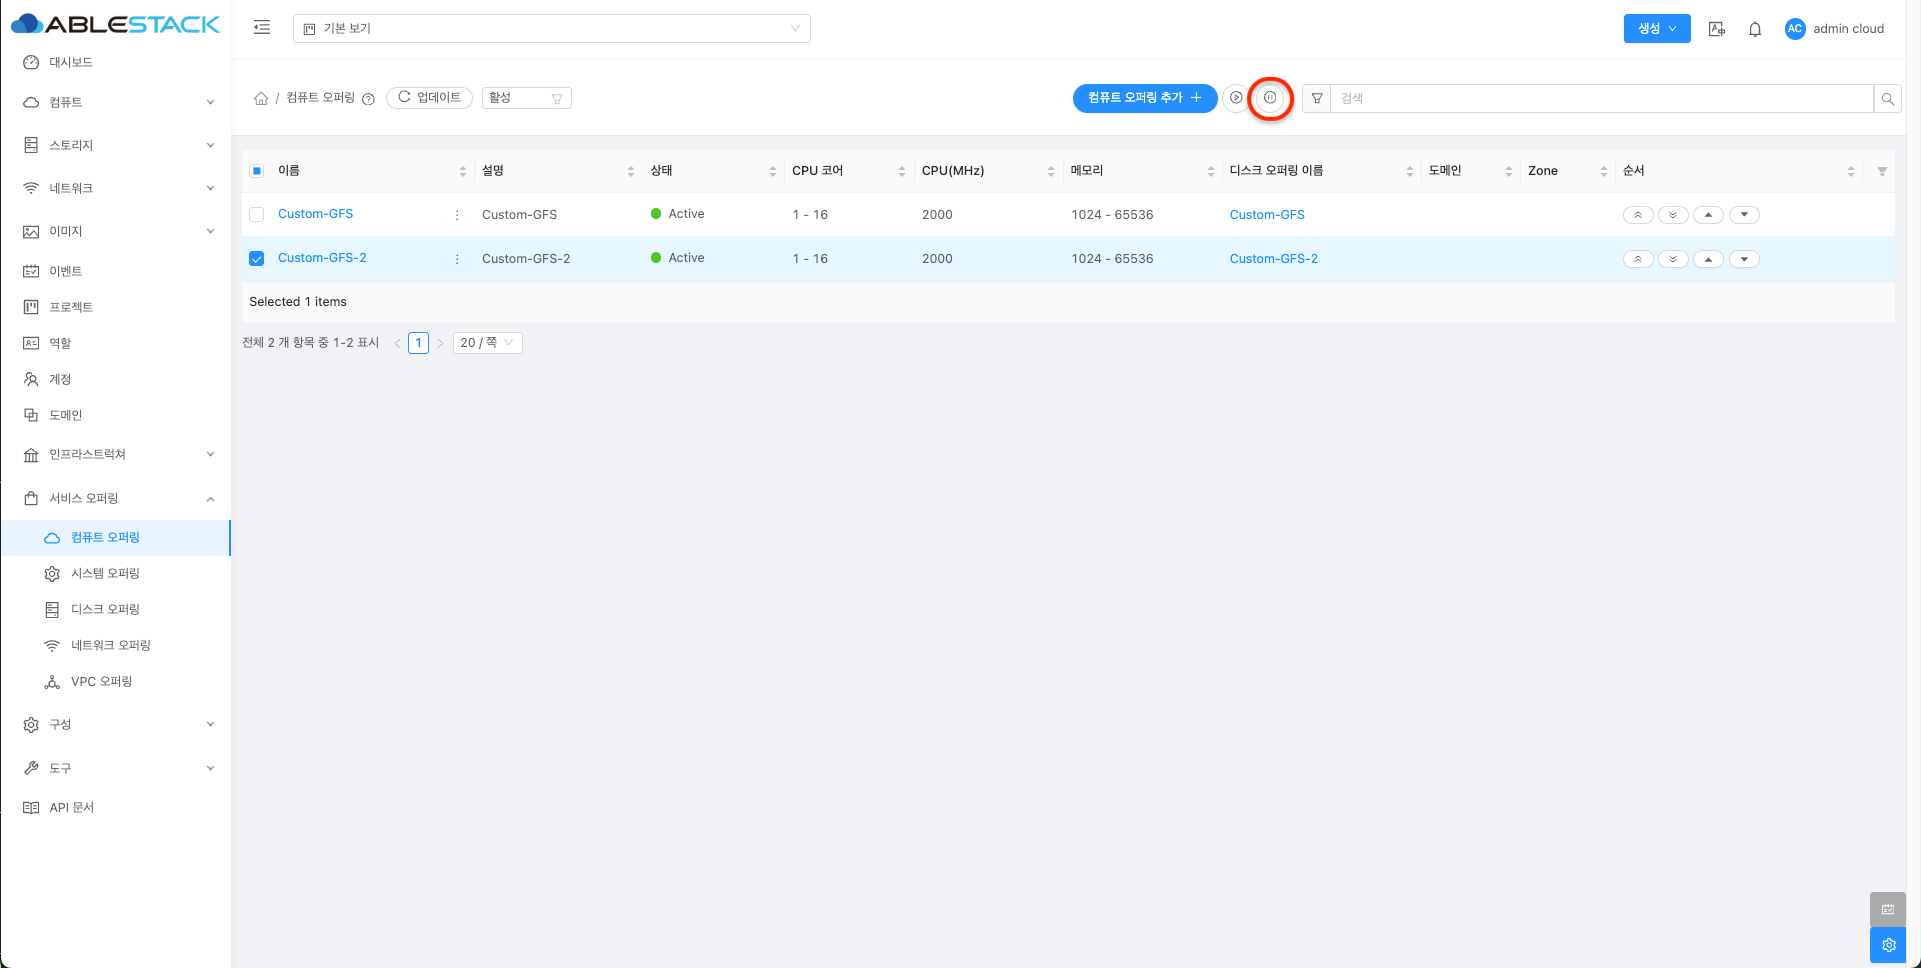 ABLESTACK
기본 보기
생성
AC admin cloud
대시보드
컴퓨트
스토리지
네트워크
이미지
이벤트
프로젝트
역할
계정
도메인
인프라스트럭쳐
서비스 오퍼링
컴퓨트 오퍼링
시스템 오퍼링
디스크 오퍼링
네트워크 오퍼링
VPC 오퍼링
구성
도구
API 문서
/ 컴퓨트 오퍼링 업데이트 활성
컴퓨트 오퍼링 추가 + 검색
이름 설명 상태 CPU 코어 CPU(MHz) 메모리 디스크 오퍼링 이름 도메인 Zone 순서
Custom-GFS Custom-GFS Active 1 - 16 2000 1024 - 65536 Custom-GFS
Custom-GFS-2 Custom-GFS-2 Active 1 - 16 2000 1024 - 65536 Custom-GFS-2
Selected 1 items
전체 2 개 항목 중 1-2 표시 < 1 > 20 / 쪽